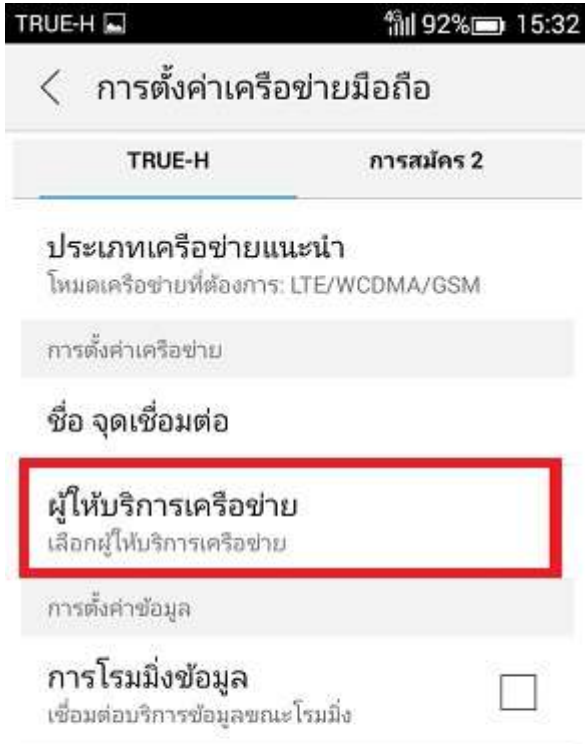 TRUE-H 4G 92% 15:32
การตั้งค่าเครือข่ายมือถือ
TRUE-H การสมัคร 2
ประเภทเครือข่ายแนะนำ
โหมดเครือข่ายที่ต้องการ: LTE/WCDMA/GSM
การตั้งค่าเครือข่าย
ชื่อ จุดเชื่อมต่อ
ผู้ให้บริการเครือข่าย
เลือกผู้ให้บริการเครือข่าย
การตั้งค่าข้อมูล
การโรมมิ่งข้อมูล
เชื่อมต่อบริการข้อมูลขณะโรมมิ่ง